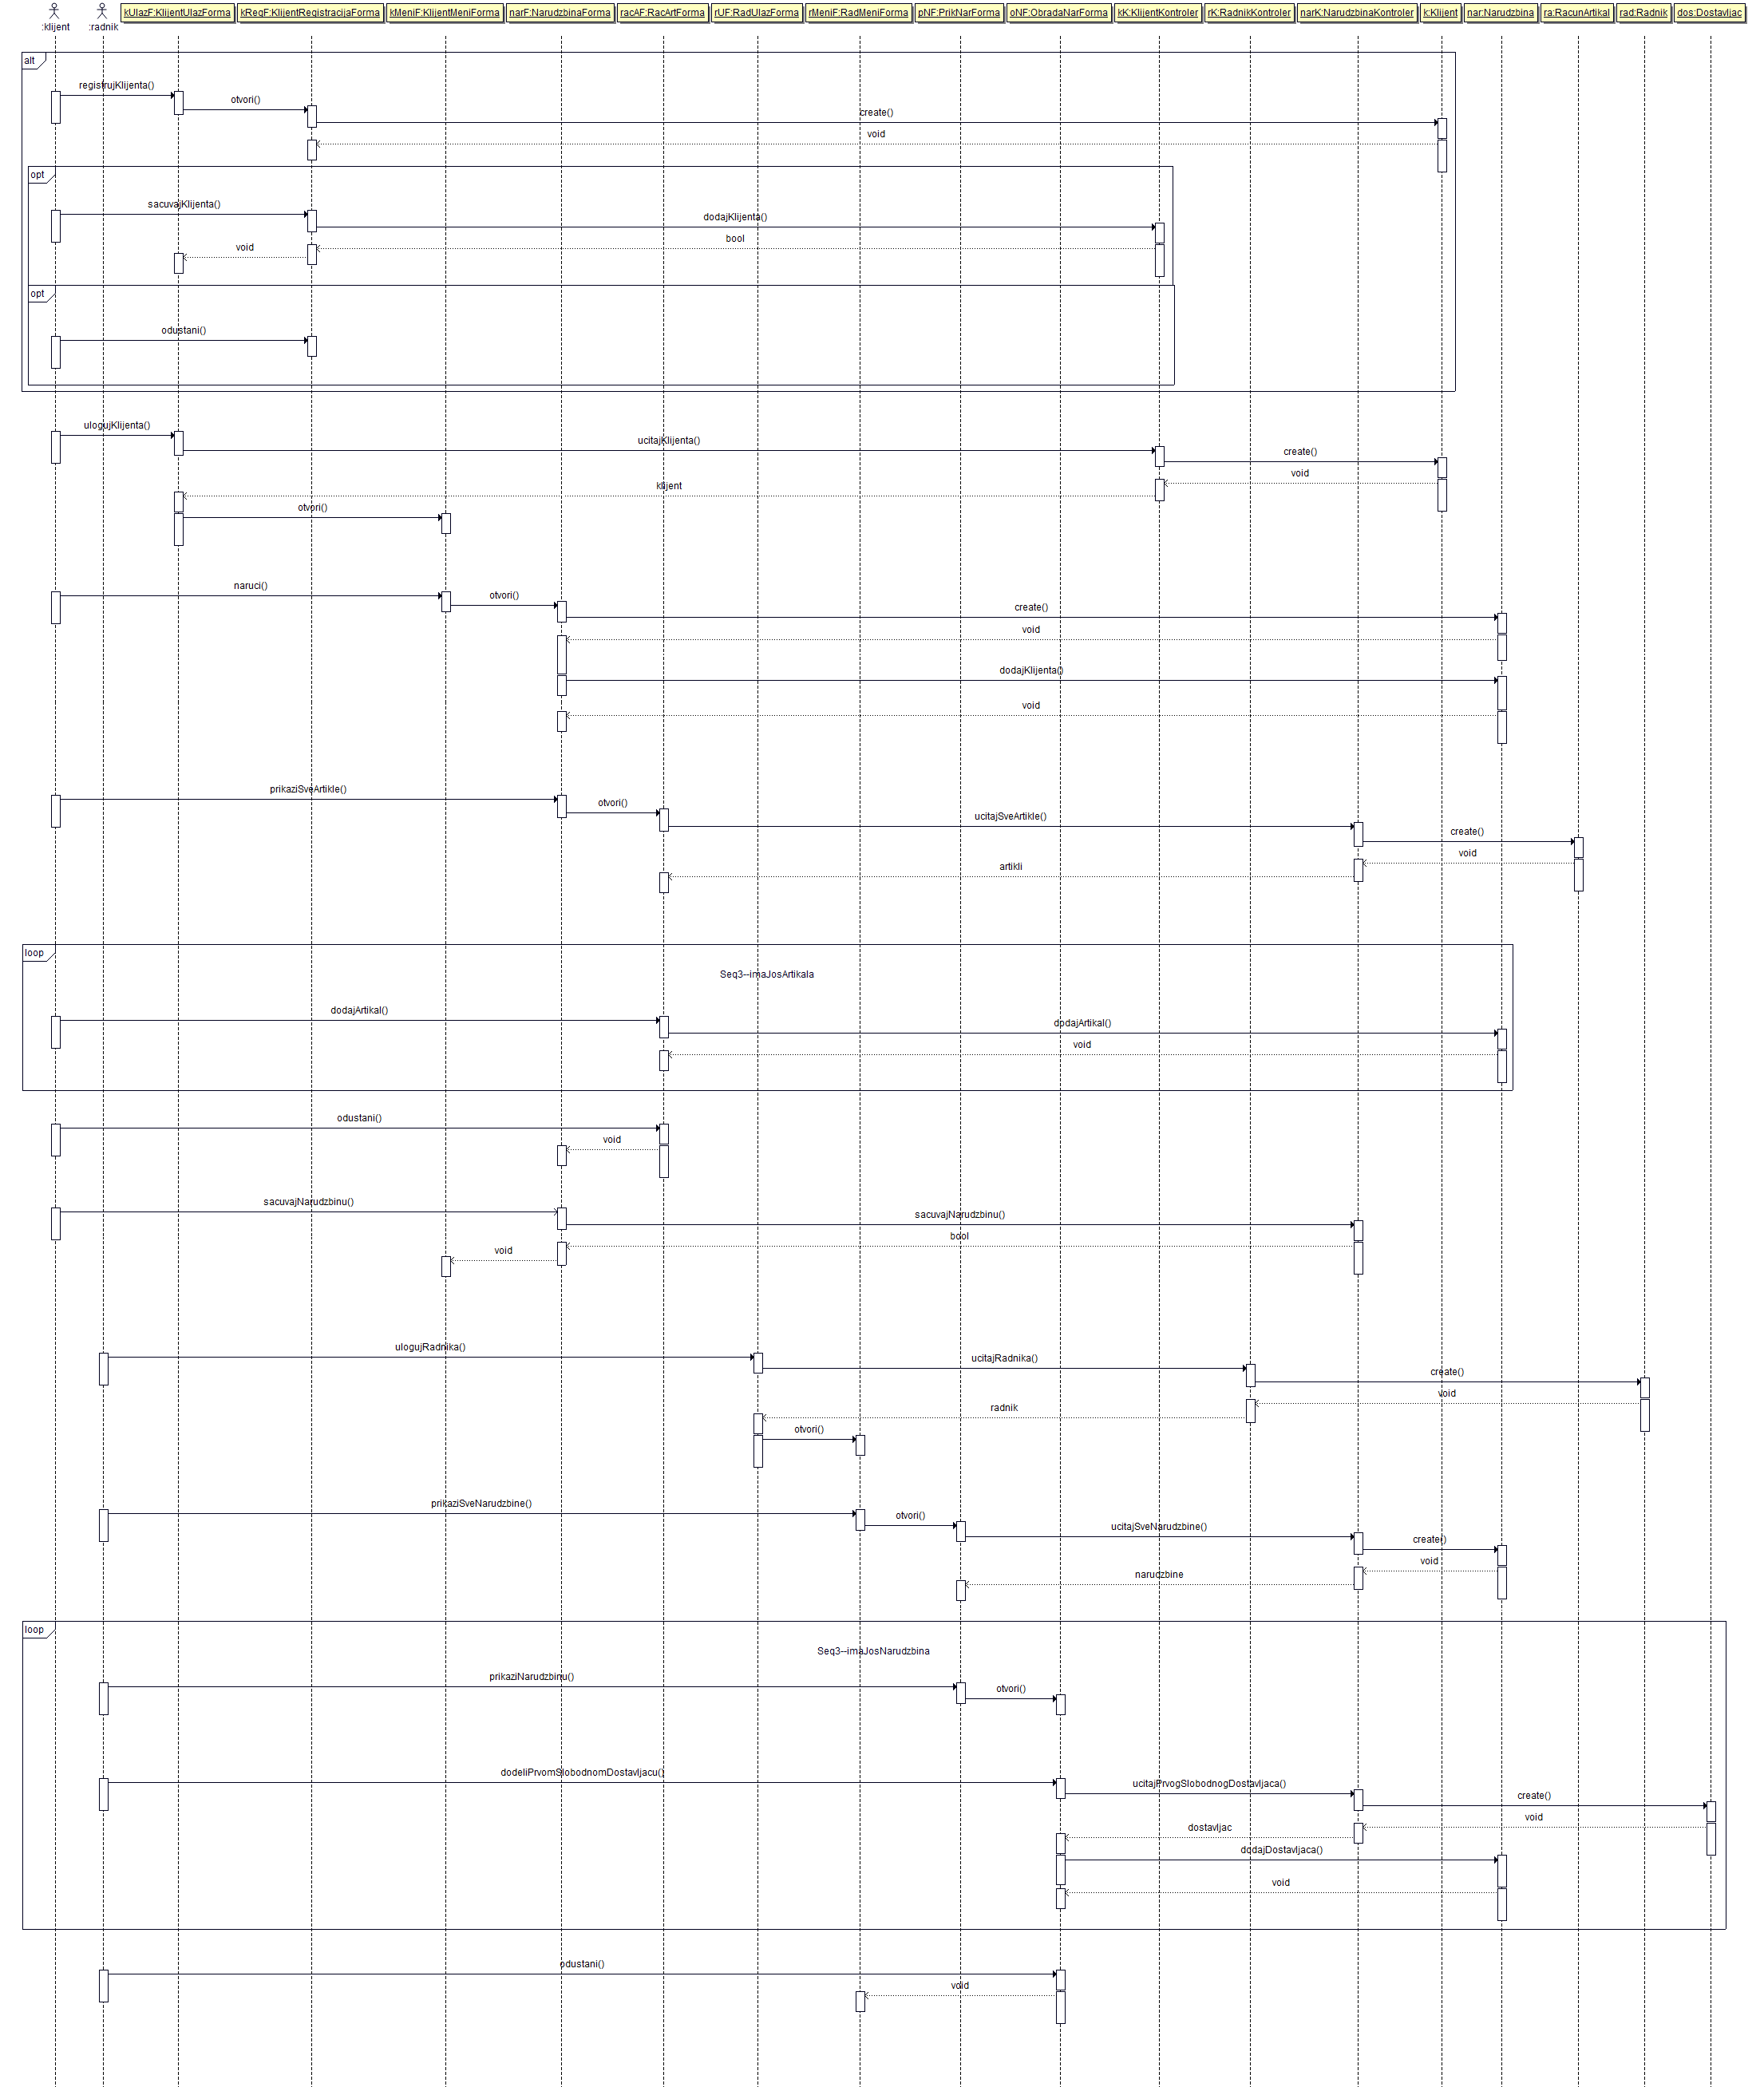 :klijent
:radnik
kUlazF:KlijentUlazForma
kRegF:KlijentRegistracijaForma
kMeniF:KlijentMeniForma
narF:NarudzbinaForma
racAF:RacArtForma
rUF:RadUlazForma
rMeniF:RadMeniForma
pNF:PrikNarForma
oNF:ObradaNarForma
kK:KlijentKontroler
rK:RadnikKontroler
narK:NarudzbinaKontroler
k:Klijent
nar:Narudzbina
ra:RacunArtikal
rad:Radnik
dos:Dostavljac
alt
registrujKlijenta()
otvori()
create()
void
opt
sacuvajKlijenta()
dodajKlijenta()
bool
void
opt
odustani()
ulogujKlijenta()
ucitajKlijenta()
create()
void
klijent
otvori()
naruci()
otvori()
create()
void
dodajKlijenta()
void
prikaziSveArtikle()
otvori()
ucitajSveArtikle()
create()
void
artikli
loop
Seq3--imaJosArtikala
dodajArtikal()
dodajArtikal()
void
odustani()
void
sacuvajNarudzbinu()
sacuvajNarudzbinu()
bool
void
ulogujRadnika()
ucitajRadnika()
create()
void
radnik
otvori()
prikaziSveNarudzbine()
otvori()
ucitajSveNarudzbine()
create()
void
narudzbine
loop
Seq3--imaJosNarudzbina
prikaziNarudzbinu()
otvori()
dodeliPrvomSlobodnomDostavljacu()
ucitajPrvogSlobodnogDostavljaca()
create()
void
dostavljac
dodajDostavljaca()
void
odustani()
void